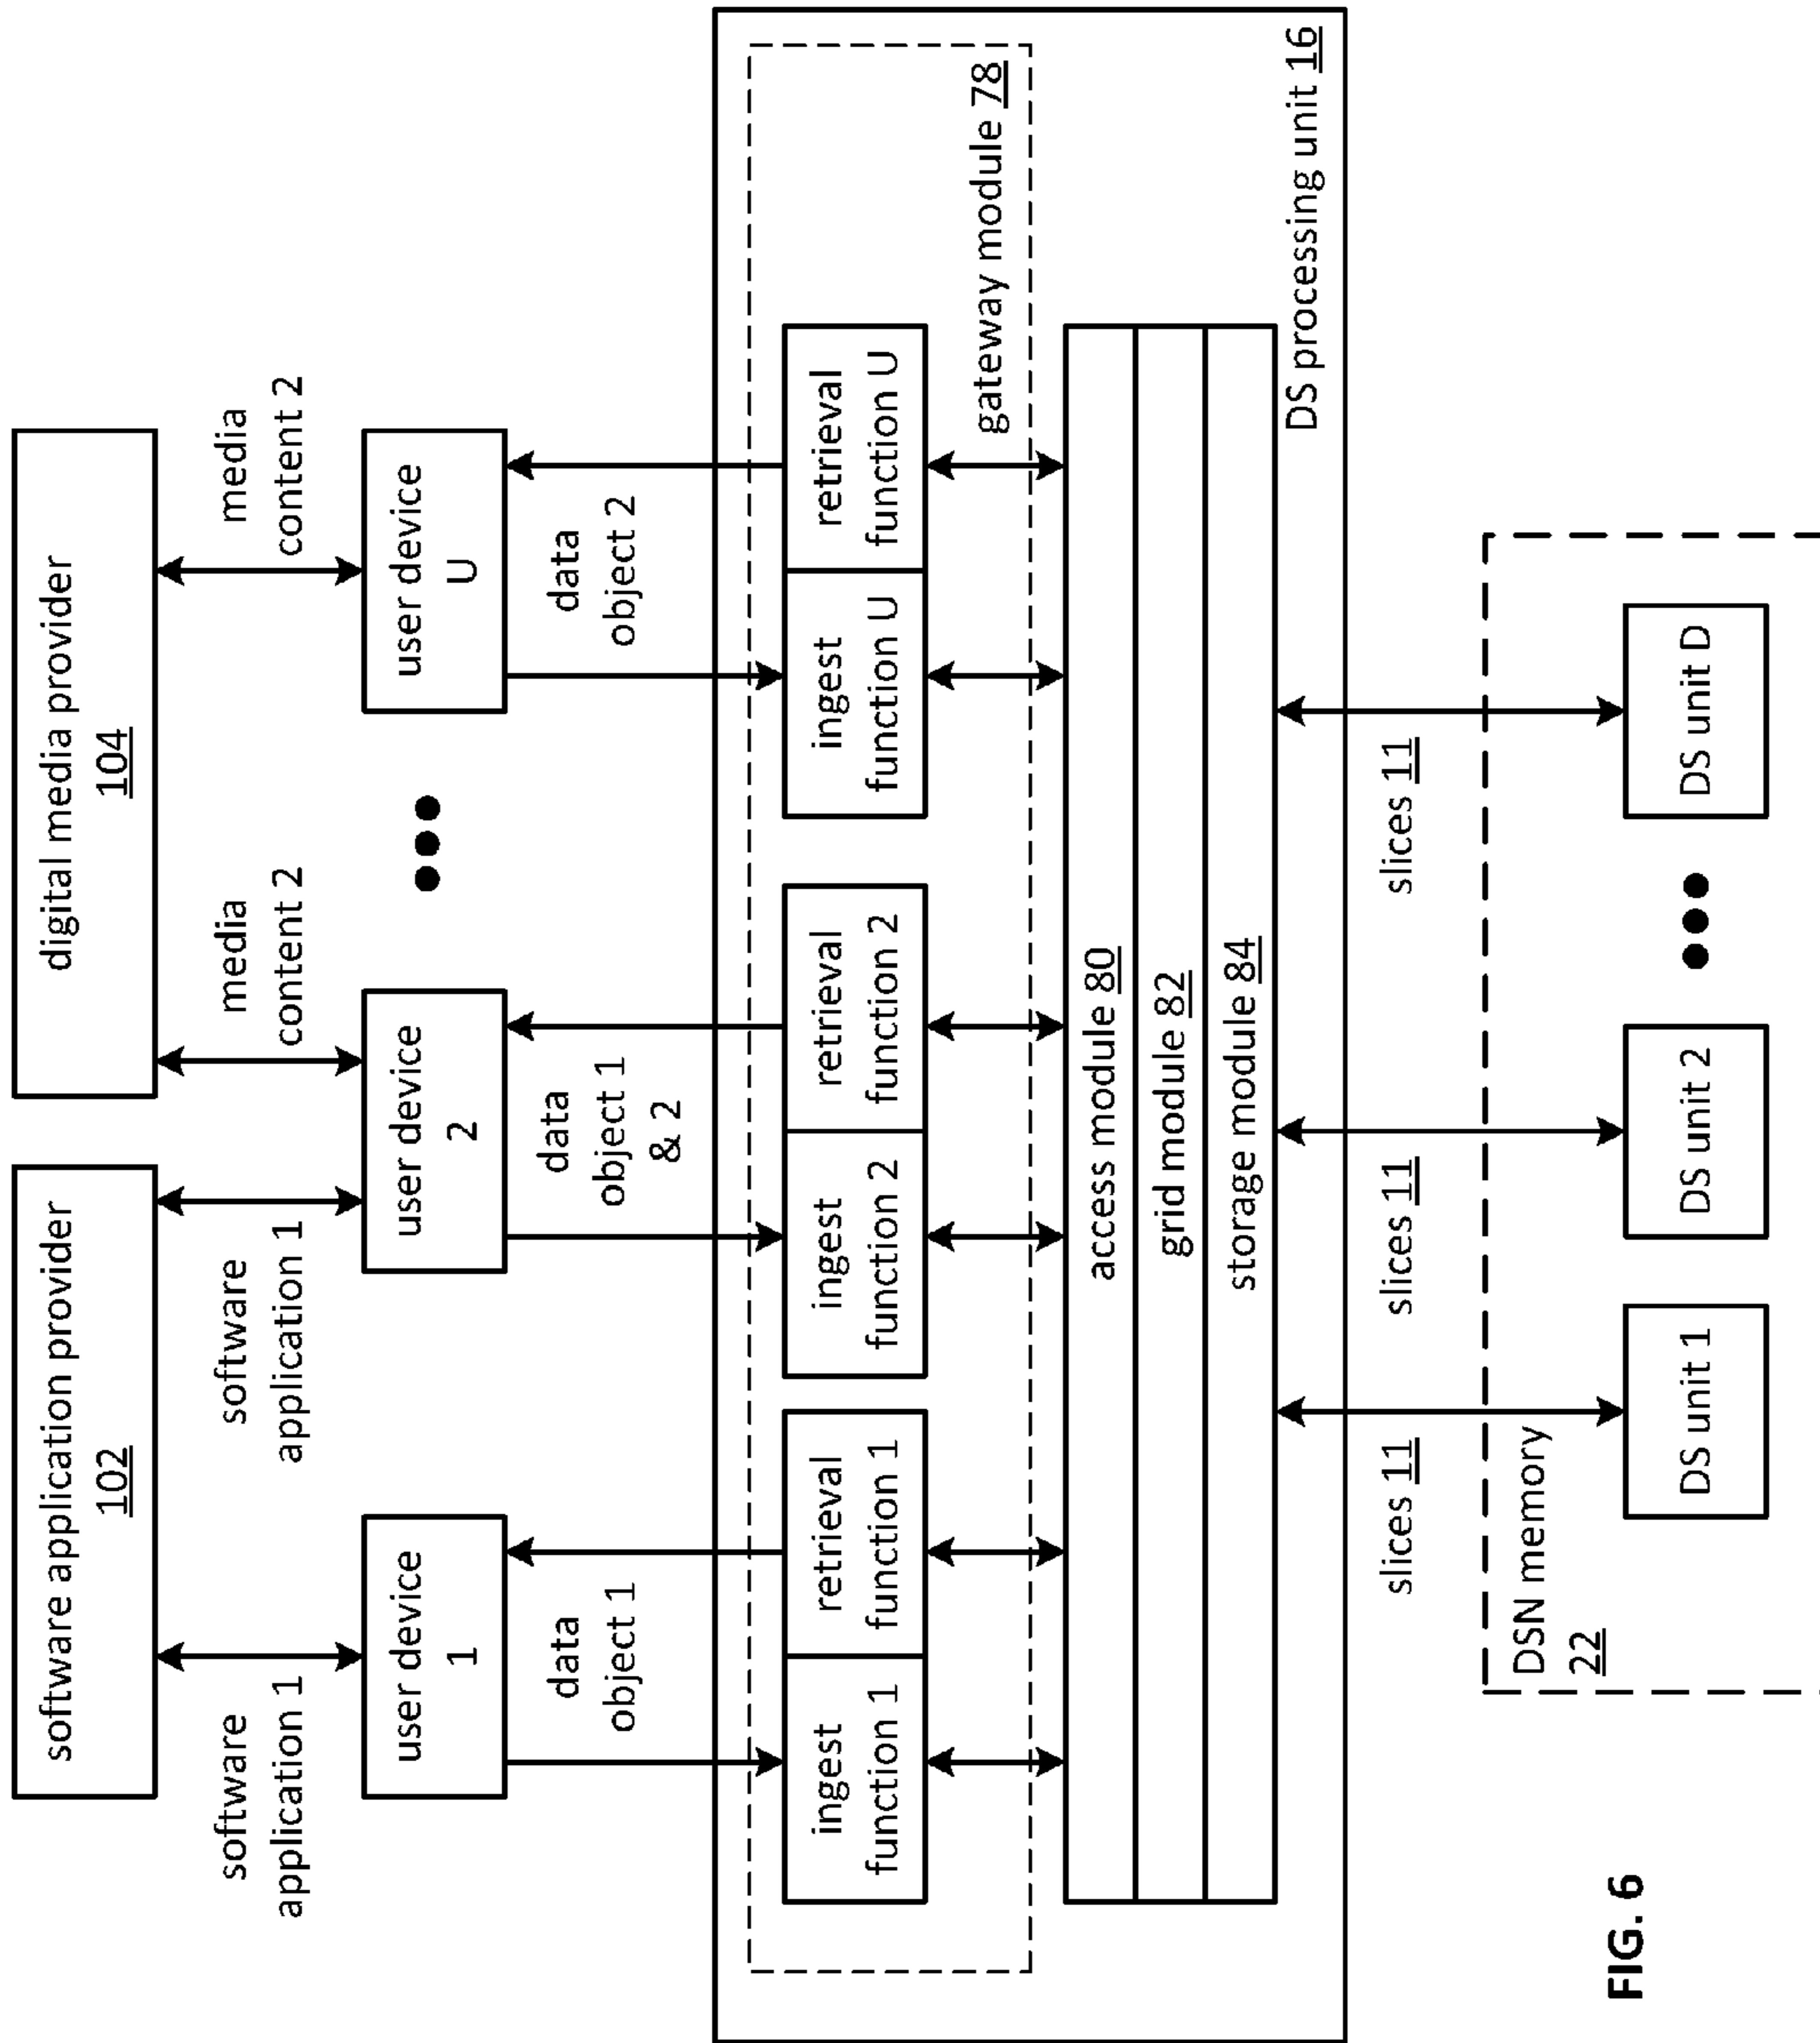 software application provider
102
digital media provider
104
software
application 1
software
application 1
media
content 2
media
content 2
user device
1
user device
2
user device
U
data
object 1
data
object 1
& 2
data
object 2
ingest
function 1
retrieval
function 1
ingest
function 2
retrieval
function 2
ingest
function U
retrieval
function U
gateway module 78
access module 80
grid module 82
storage module 84
DS processing unit 16
slices 11
slices 11
slices 11
DSN memory
22
DS unit 1
DS unit 2
DS unit D
FIG. 6